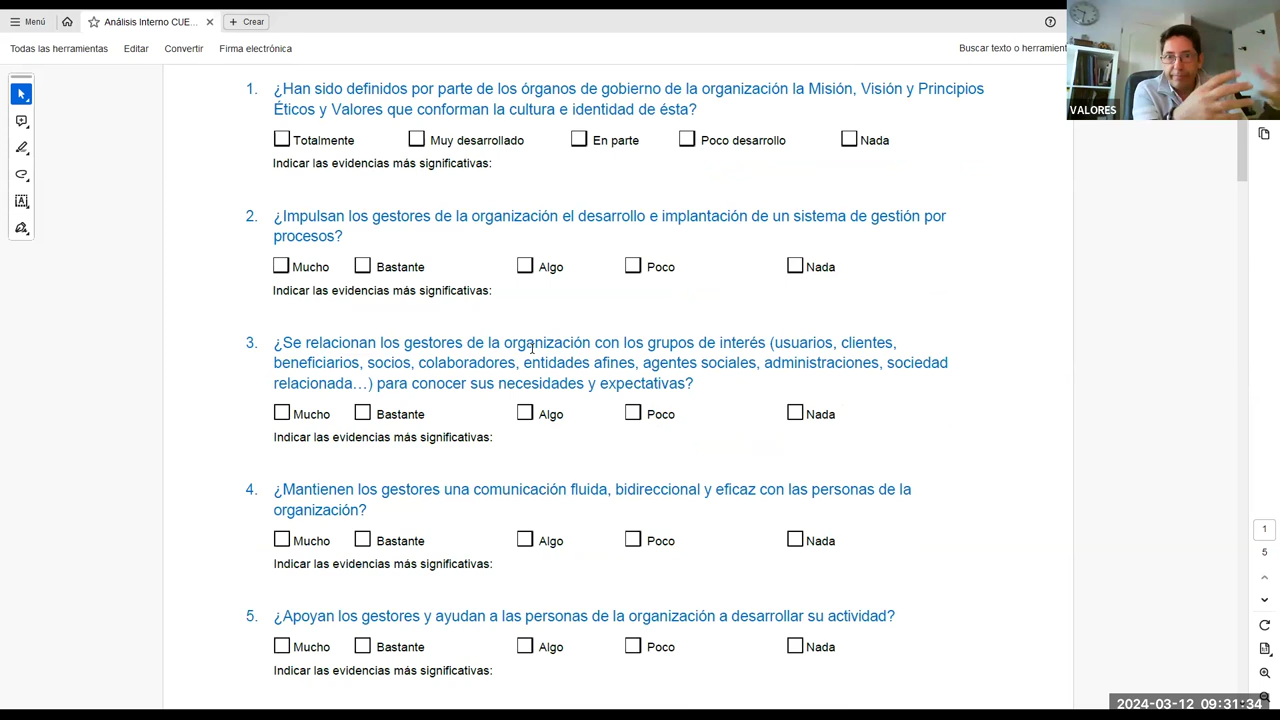 Menú
Análisis Interno CUE...
Crear
Todas las herramientas
Editar
Convertir
Firma electrónica
Buscar texto o herramient
VALORES
1. ¿Han sido definidos por parte de los órganos de gobierno de la organización la Misión, Visión y Principios
Éticos y Valores que conforman la cultura e identidad de ésta?
Totalmente Muy desarrollado En parte Poco desarrollo Nada
Indicar las evidencias más significativas:
2. ¿Impulsan los gestores de la organización el desarrollo e implantación de un sistema de gestión por
procesos?
Mucho Bastante Algo Poco Nada
Indicar las evidencias más significativas:
3. ¿Se relacionan los gestores de la organización con los grupos de interés (usuarios, clientes,
beneficiarios, socios, colaboradores, entidades afines, agentes sociales, administraciones, sociedad
relacionada…) para conocer sus necesidades y expectativas?
Mucho Bastante Algo Poco Nada
Indicar las evidencias más significativas:
4. ¿Mantienen los gestores una comunicación fluida, bidireccional y eficaz con las personas de la
organización?
Mucho Bastante Algo Poco Nada
Indicar las evidencias más significativas:
5. ¿Apoyan los gestores y ayudan a las personas de la organización a desarrollar su actividad?
Mucho Bastante Algo Poco Nada
Indicar las evidencias más significativas:
1
5
2024-03-12 09:31:34